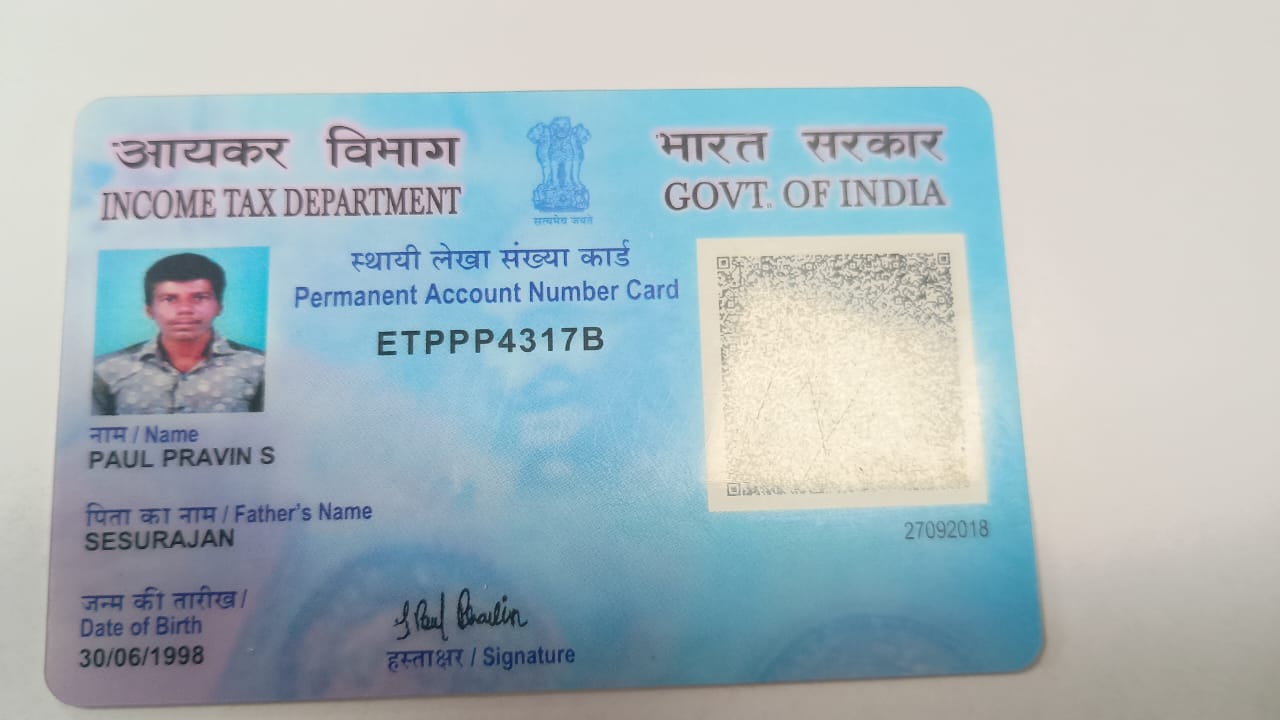 आयकर विभाग
INCOME TAX DEPARTMENT
सत्यमेव जयते
भारत सरकार
GOVT. OF INDIA
स्थायी लेखा संख्या कार्ड
Permanent Account Number Card
ETPPP4317B
नाम / Name
PAUL PRAVIN S
पिता का नाम / Father's Name
SESURAJAN
27092018
जन्म की तारीख /
Date of Birth
30/06/1998
S Paul Pravin
हस्ताक्षर / Signature